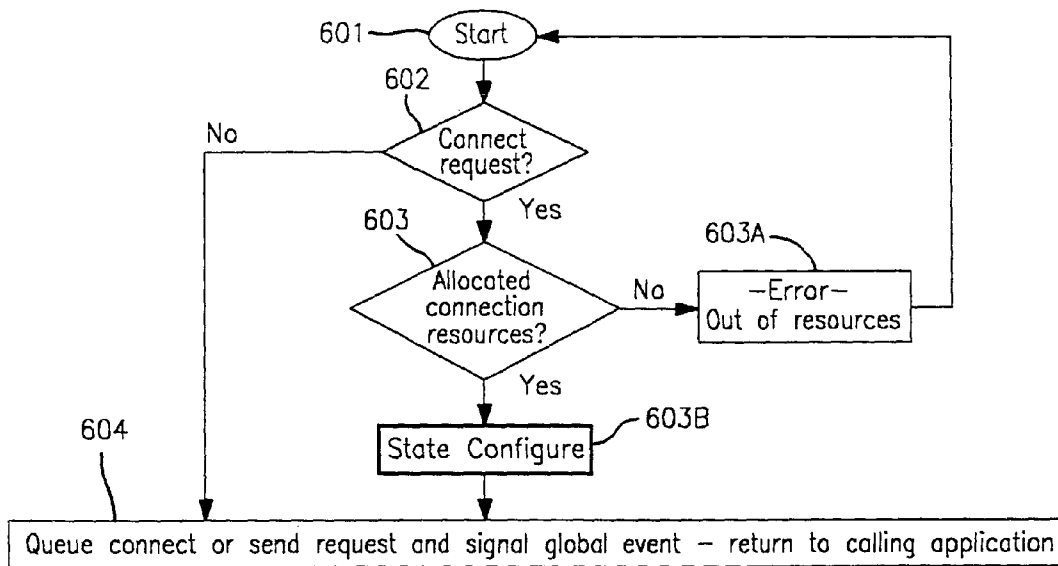 601
Start
602
No
Connect
request?
Yes
603
603A
Allocated
connection
resources?
No
-Error-
Out of resources
Yes
604
State Configure
603B
Queue connect or send request and signal global event – return to calling application